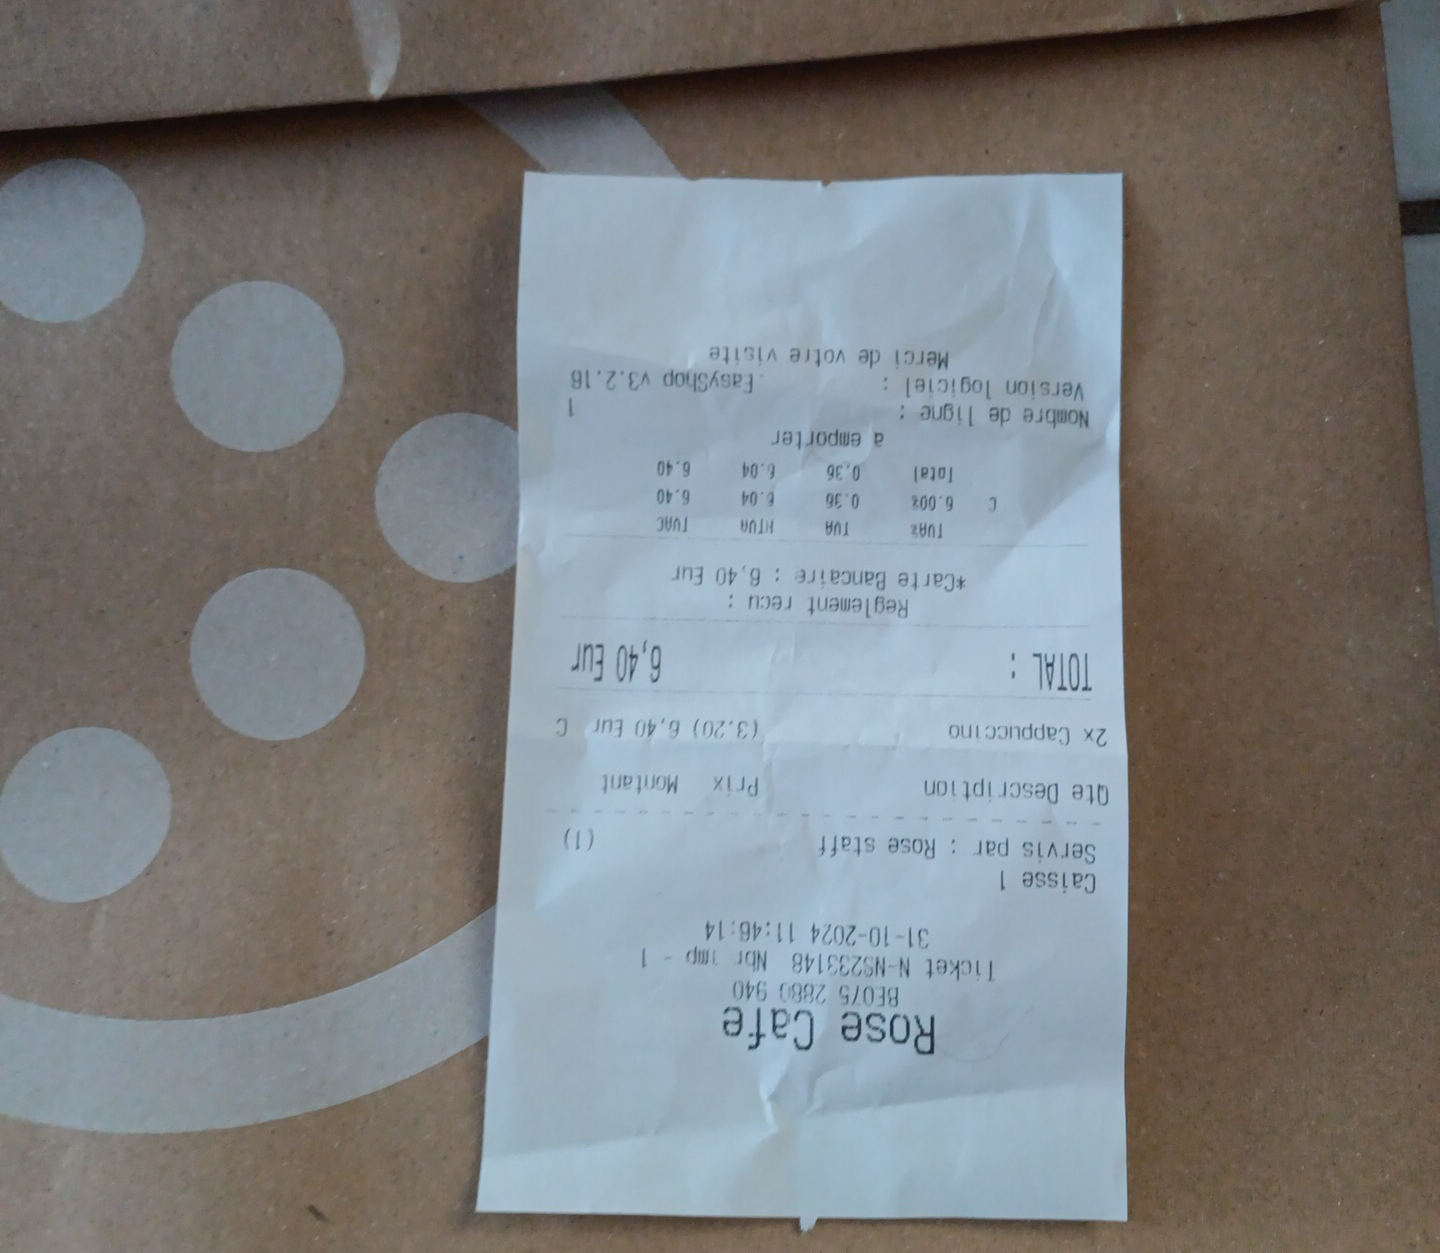 Rose Cafe
BE075 2880 940
Ticket N-NS233148 Nbr imp - 1
31-10-2024 11:46:14
Caisse 1
Servis par : Rose staff (1)
Qte Description Prix Montant
2x Cappuccino (3.20) 6,40 Eur C
TOTAL : 6,40 Eur
Reglement recu :
*Carte Bancaire : 6,40 Eur
TVA% TVA HTVA TVAC
C 6.00% 0.36 6.04 6.40
Total 0.36 6.04 6.40
a emporter
Nombre de ligne : 1
Version logiciel : EasyShop v3.2.18
Merci de votre visite